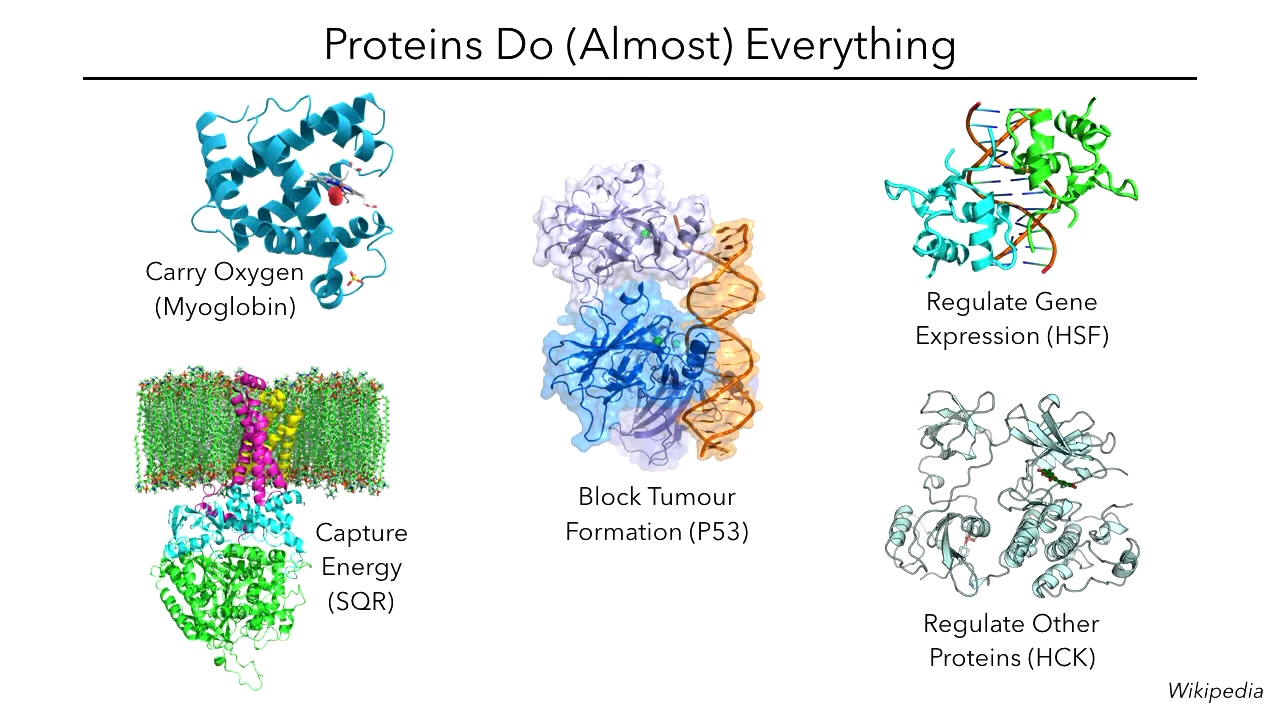 Proteins Do (Almost) Everything
Carry Oxygen
(Myoglobin)
Capture
Energy
(SQR)
Block Tumour
Formation (P53)
Regulate Gene
Expression (HSF)
Regulate Other
Proteins (HCK)
Wikipedia